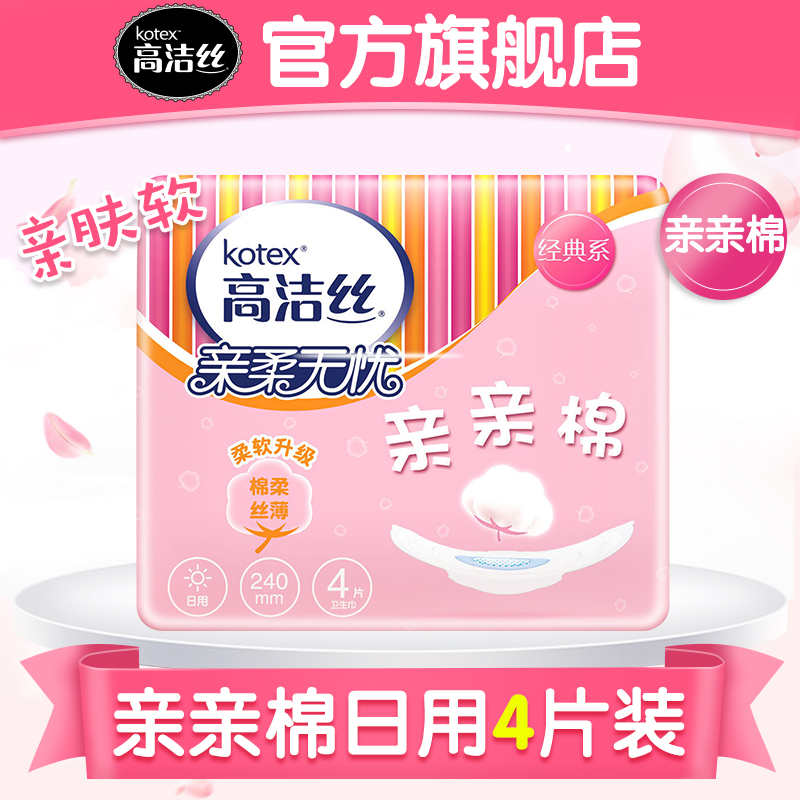 kotex
高洁丝
官方旗舰店
亲肤软
亲亲棉
kotex®
高洁丝®
亲柔无忧
经典系
亲亲棉
柔软升级
棉柔
丝薄
日用
240
mm
4片
卫生巾
亲亲棉日用4片装